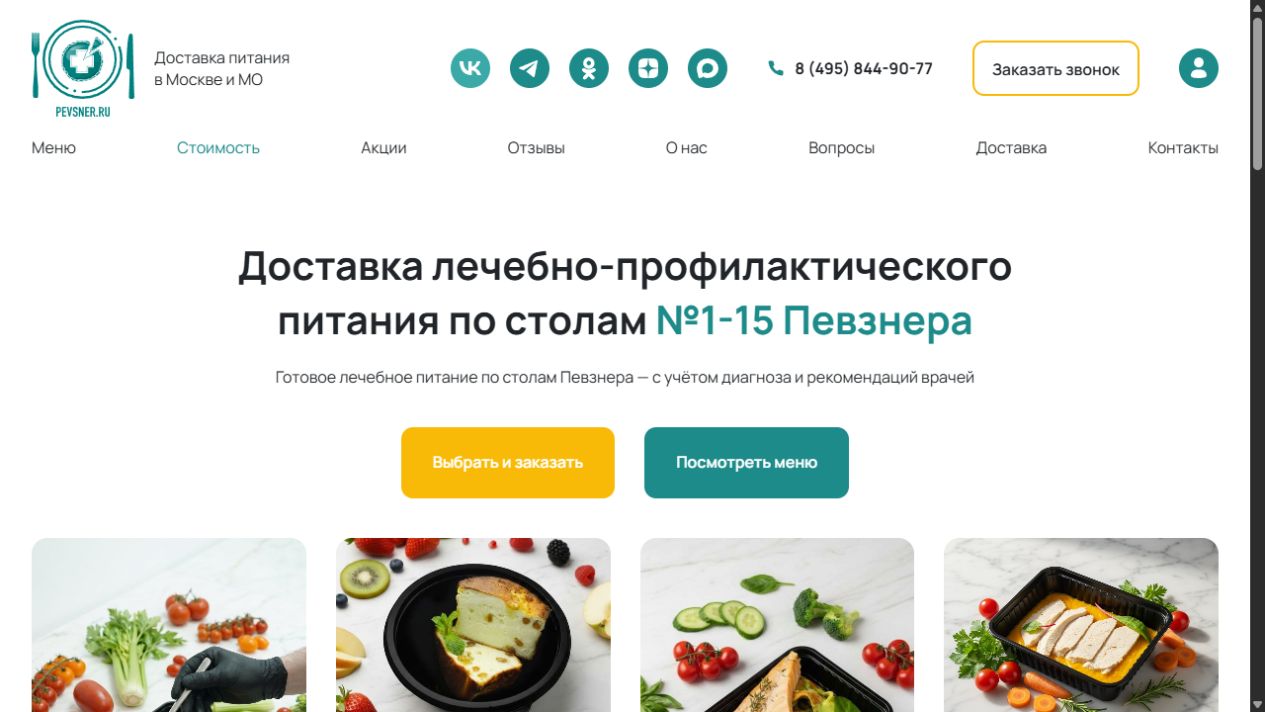 PEVSNER.RU
Доставка питания
в Москве и МО
8 (495) 844-90-77
Заказать звонок
Меню
Стоимость
Акции
Отзывы
О нас
Вопросы
Доставка
Контакты
Доставка лечебно-профилактического
питания по столам №1-15 Певзнера
Готовое лечебное питание по столам Певзнера — с учётом диагноза и рекомендаций врачей
Выбрать и заказать
Посмотреть меню